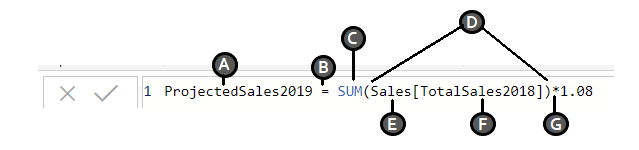 C D
A B
1 ProjectedSales2019 = SUM(Sales[TotalSales2018])*1.08
E F G